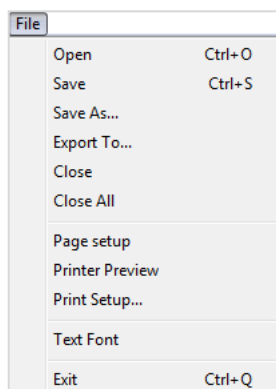 File
Open Ctrl+O
Save Ctrl+S
Save As...
Export To...
Close
Close All
Page setup
Printer Preview
Print Setup...
Text Font
Exit Ctrl+Q